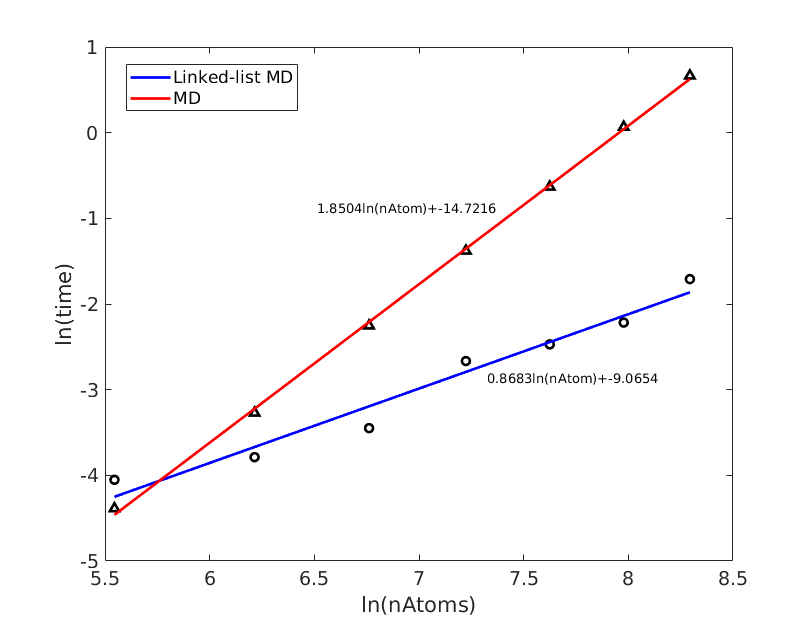 1
Linked-list MD
MD
0
1.8504ln(nAtom)+-14.7216
-1
-2
ln(time)
-3
0.8683ln(nAtom)+-9.0654
-4
-5
5.5 6 6.5 7 7.5 8 8.5
ln(nAtoms)